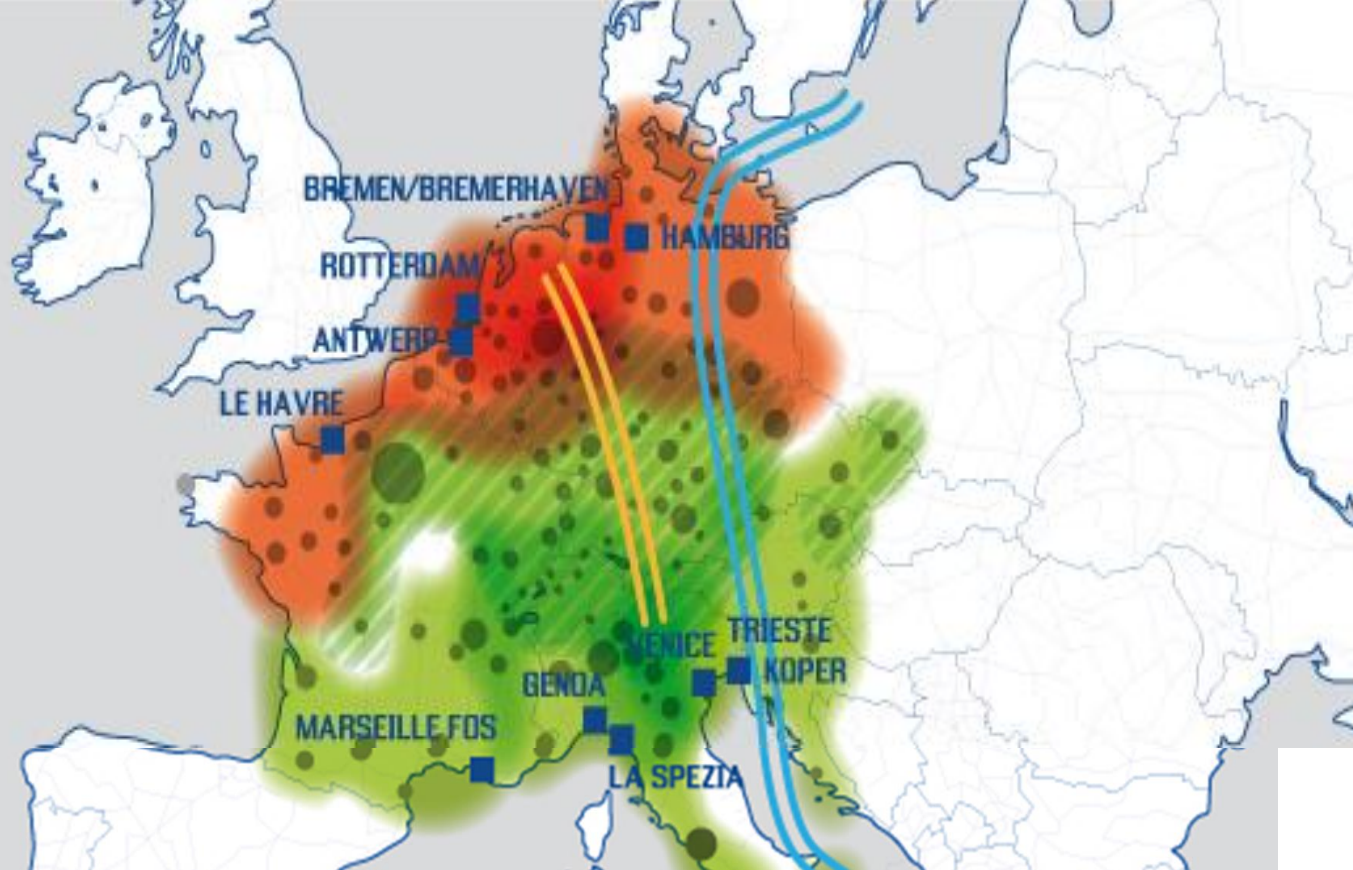 BREMEN/BREMERHAVEN
HAMBURG
ROTTERDAM
ANTWERP
LE HAVRE
VENICE
TRIESTE
KOPER
GENOA
MARSEILLE FOS
LA SPEZIA